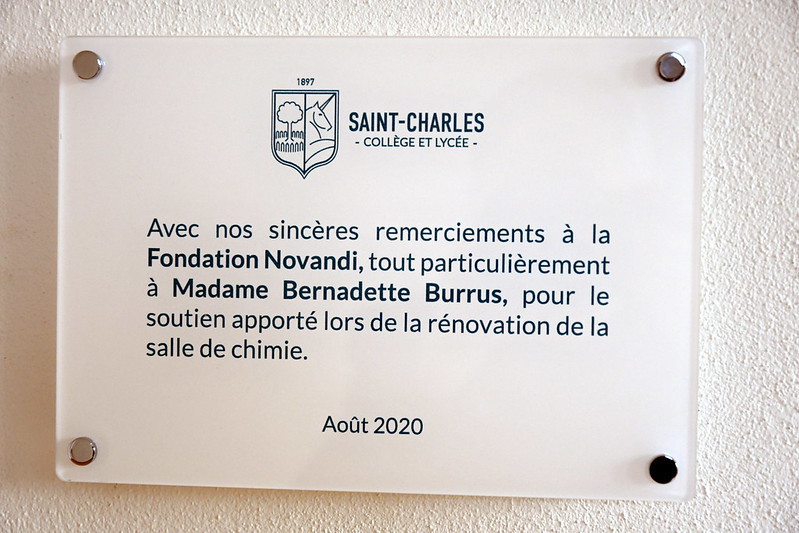 1897
SAINT-CHARLES
- COLLÈGE ET LYCÉE -
Avec nos sincères remerciements à la
Fondation Novandi, tout particulièrement
à Madame Bernadette Burrus, pour le
soutien apporté lors de la rénovation de la
salle de chimie.
Août 2020